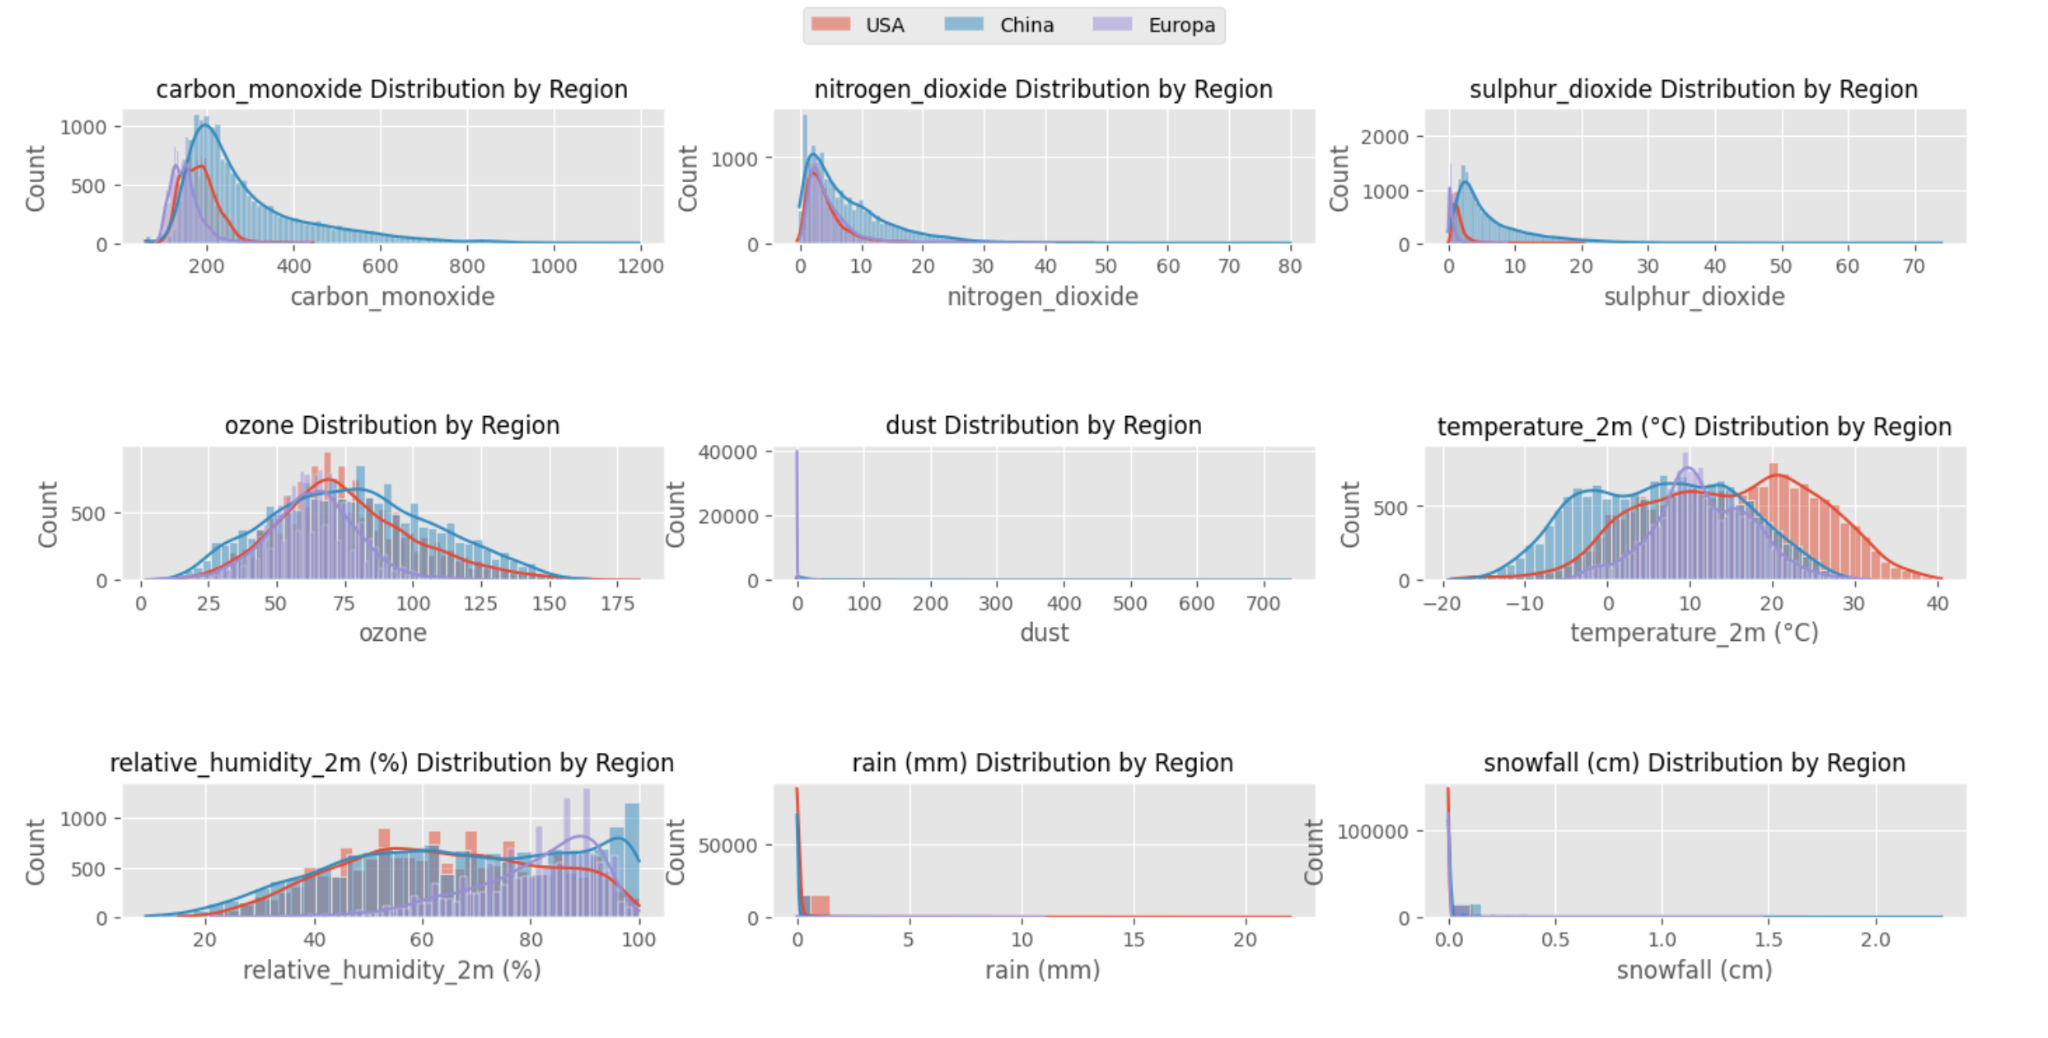 USA China Europa
carbon_monoxide Distribution by Region
Count
1000
500
0
200 400 600 800 1000 1200
carbon_monoxide
nitrogen_dioxide Distribution by Region
Count
1000
0
0 10 20 30 40 50 60 70 80
nitrogen_dioxide
sulphur_dioxide Distribution by Region
Count
2000
1000
0
0 10 20 30 40 50 60 70
sulphur_dioxide
ozone Distribution by Region
Count
500
0
0 25 50 75 100 125 150 175
ozone
dust Distribution by Region
Count
40000
20000
0
0 100 200 300 400 500 600 700
dust
temperature_2m (°C) Distribution by Region
Count
500
0
−20 −10 0 10 20 30 40
temperature_2m (°C)
relative_humidity_2m (%) Distribution by Region
Count
1000
500
0
20 40 60 80 100
relative_humidity_2m (%)
rain (mm) Distribution by Region
Count
50000
0
0 5 10 15 20
rain (mm)
snowfall (cm) Distribution by Region
Count
100000
0
0.0 0.5 1.0 1.5 2.0
snowfall (cm)